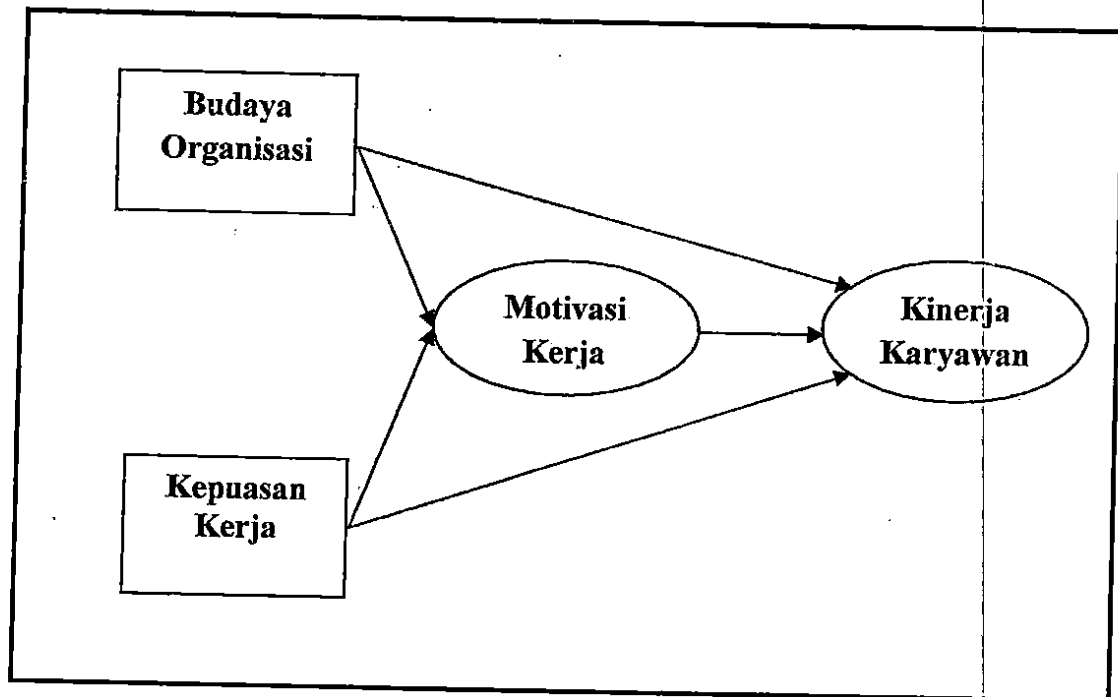 Budaya
Organisasi
Motivasi
Kerja
Kinerja
Karyawan
Kepuasan
Kerja